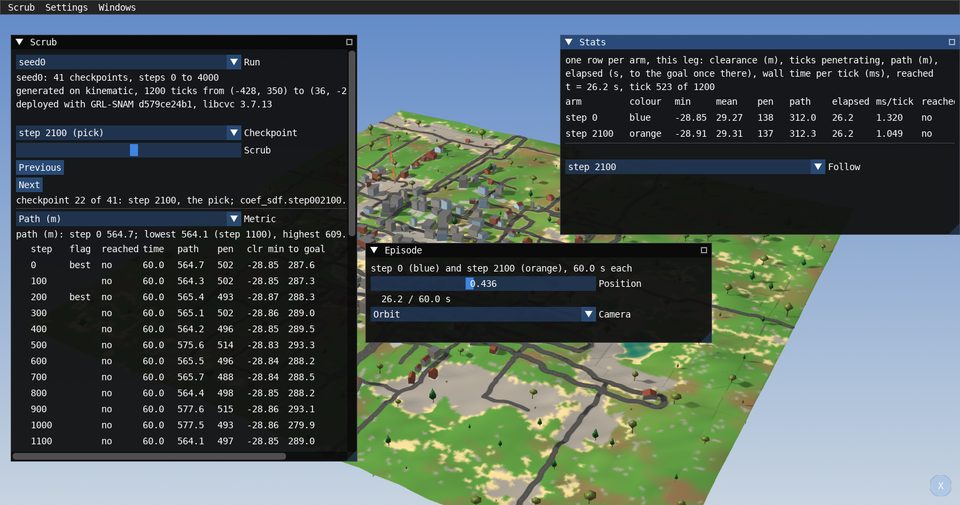 Scrub Settings Windows
Scrub
seed0 Run
seed0: 41 checkpoints, steps 0 to 4000
generated on kinematic, 1200 ticks from (-428, 350) to (36, -2
deployed with GRL-SNAM d579ce24b1, libcvc 3.7.13
step 2100 (pick) Checkpoint
Scrub
Previous
Next
checkpoint 22 of 41: step 2100, the pick; coef_sdf.step002100.
Path (m) Metric
path (m): step 0 564.7; lowest 564.1 (step 1100), highest 609.
step flag reached time path pen clr min to goal
0 best no 60.0 564.7 502 -28.85 287.6
100 no 60.0 564.3 502 -28.85 287.3
200 best no 60.0 565.4 493 -28.87 288.3
300 no 60.0 565.1 502 -28.86 289.0
400 no 60.0 564.2 496 -28.85 289.5
500 no 60.0 575.6 514 -28.83 293.3
600 no 60.0 565.5 496 -28.84 288.2
700 no 60.0 565.7 488 -28.84 288.5
800 no 60.0 564.4 498 -28.85 288.2
900 no 60.0 577.6 515 -28.86 293.1
1000 no 60.0 577.5 493 -28.86 279.9
1100 no 60.0 564.1 497 -28.85 289.0
Episode
step 0 (blue) and step 2100 (orange), 60.0 s each
0.436 Position
26.2 / 60.0 s
Orbit Camera
Stats
one row per arm, this leg: clearance (m), ticks penetrating, path (m),
elapsed (s, to the goal once there), wall time per tick (ms), reached
t = 26.2 s, tick 523 of 1200
arm colour min mean pen path elapsed ms/tick reache
step 0 blue -28.85 29.27 138 312.0 26.2 1.320 no
step 2100 orange -28.91 29.31 137 312.3 26.2 1.049 no
step 2100 Follow
X